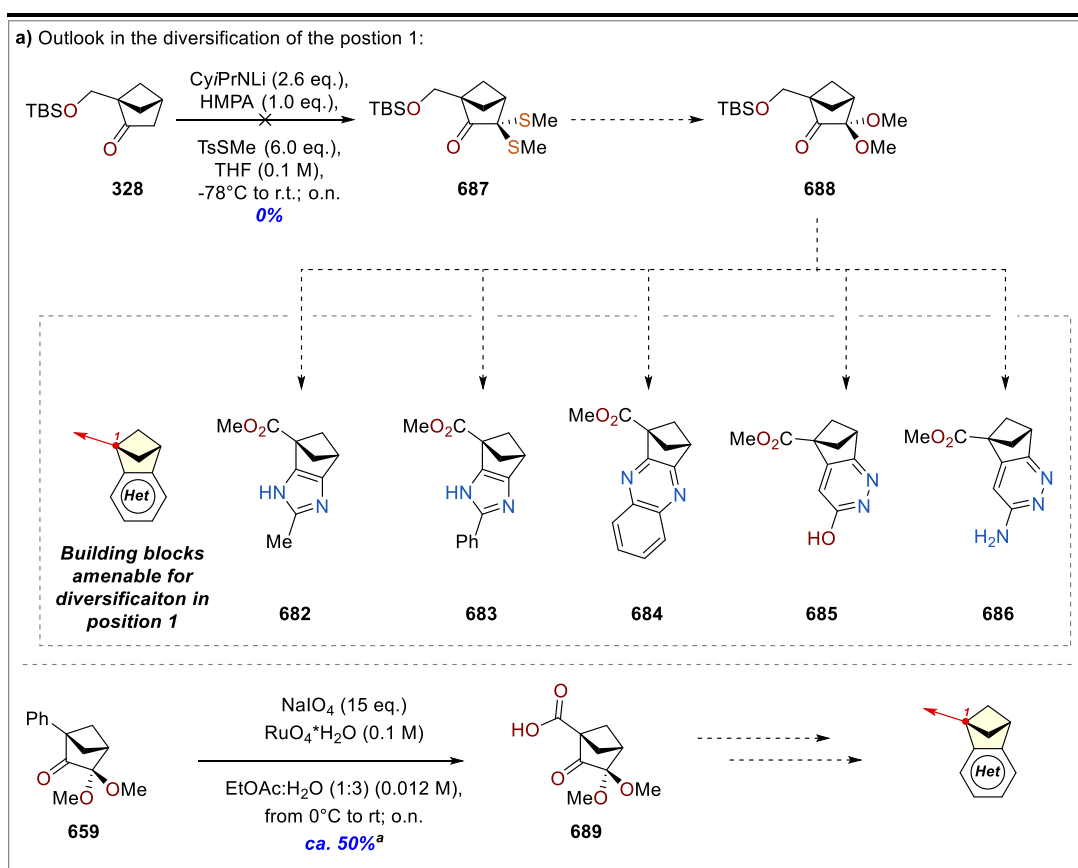 a) Outlook in the diversification of the postion 1:
TBSO
O
328
CyiPrNLi (2.6 eq.),
HMPA (1.0 eq.),
TsSMe (6.0 eq.),
THF (0.1 M),
-78°C to r.t.; o.n.
0%
TBSO
O
SMe
SMe
687
TBSO
O
OMe
OMe
688
1
Het
Building blocks
amenable for
diversificaiton in
position 1
MeO2C
HN
N
Me
682
MeO2C
HN
N
Ph
683
MeO2C
N
N
684
MeO2C
N
N
HO
685
MeO2C
N
N
H2N
686
Ph
O
MeO
OMe
659
NaIO4 (15 eq.)
RuO4*H2O (0.1 M)
EtOAc:H2O (1:3) (0.012 M),
from 0°C to rt; o.n.
ca. 50%a
O
HO
O
MeO
OMe
689
1
Het